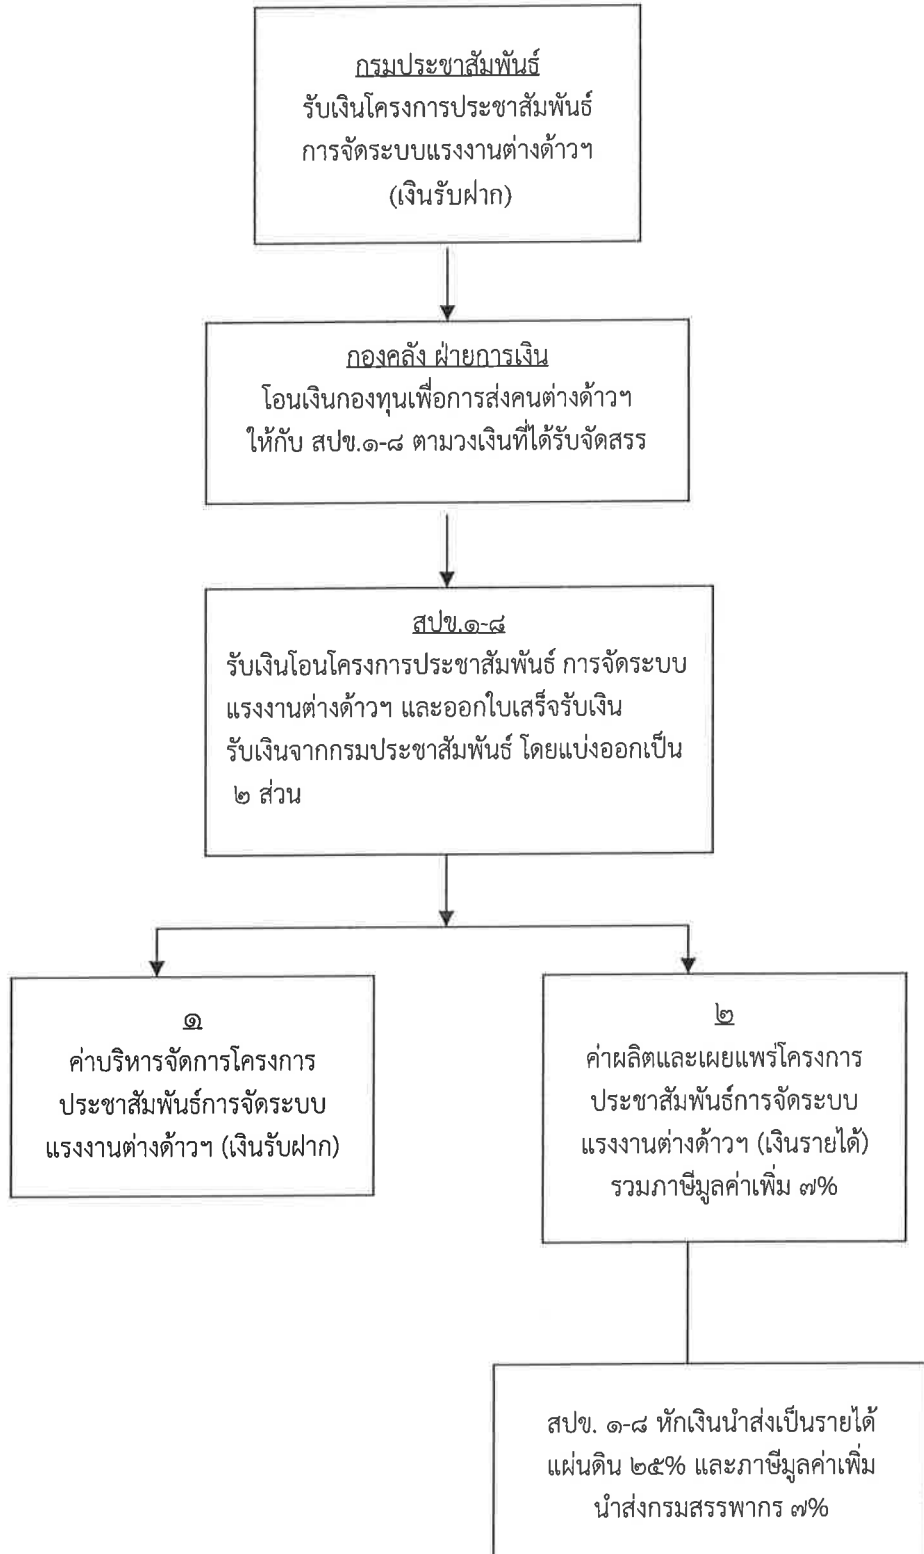 กรมประชาสัมพันธ์
รับเงินโครงการประชาสัมพันธ์
การจัดระบบแรงงานต่างด้าวฯ
(เงินรับฝาก)
กองคลัง ฝ่ายการเงิน
โอนเงินกองทุนเพื่อการส่งคนต่างด้าวฯ
ให้กับ สปข.๑-๘ ตามวงเงินที่ได้รับจัดสรร
สปข.๑-๘
รับเงินโอนโครงการประชาสัมพันธ์ การจัดระบบ
แรงงานต่างด้าวฯ และออกใบเสร็จรับเงิน
รับเงินจากกรมประชาสัมพันธ์ โดยแบ่งออกเป็น
๒ ส่วน
๑
ค่าบริหารจัดการโครงการ
ประชาสัมพันธ์การจัดระบบ
แรงงานต่างด้าวฯ (เงินรับฝาก)
๒
ค่าผลิตและเผยแพร่โครงการ
ประชาสัมพันธ์การจัดระบบ
แรงงานต่างด้าวฯ (เงินรายได้)
รวมภาษีมูลค่าเพิ่ม ๗%
สปข. ๑-๘ หักเงินนำส่งเป็นรายได้
แผ่นดิน ๒๕% และภาษีมูลค่าเพิ่ม
นำส่งกรมสรรพากร ๗%